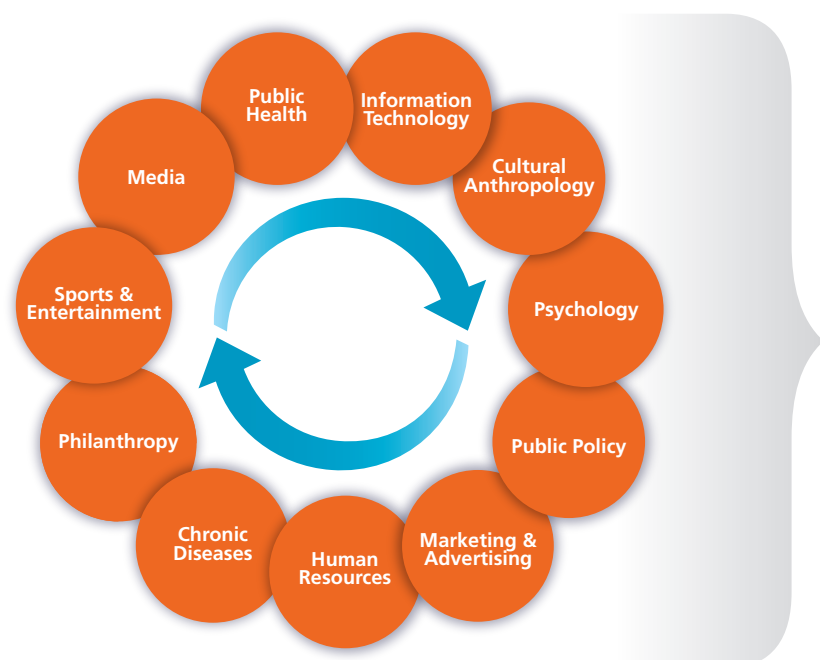 Public
Health
Information
Technology
Cultural
Anthropology
Psychology
Public Policy
Marketing &
Advertising
Human
Resources
Chronic
Diseases
Philanthropy
Sports &
Entertainment
Media